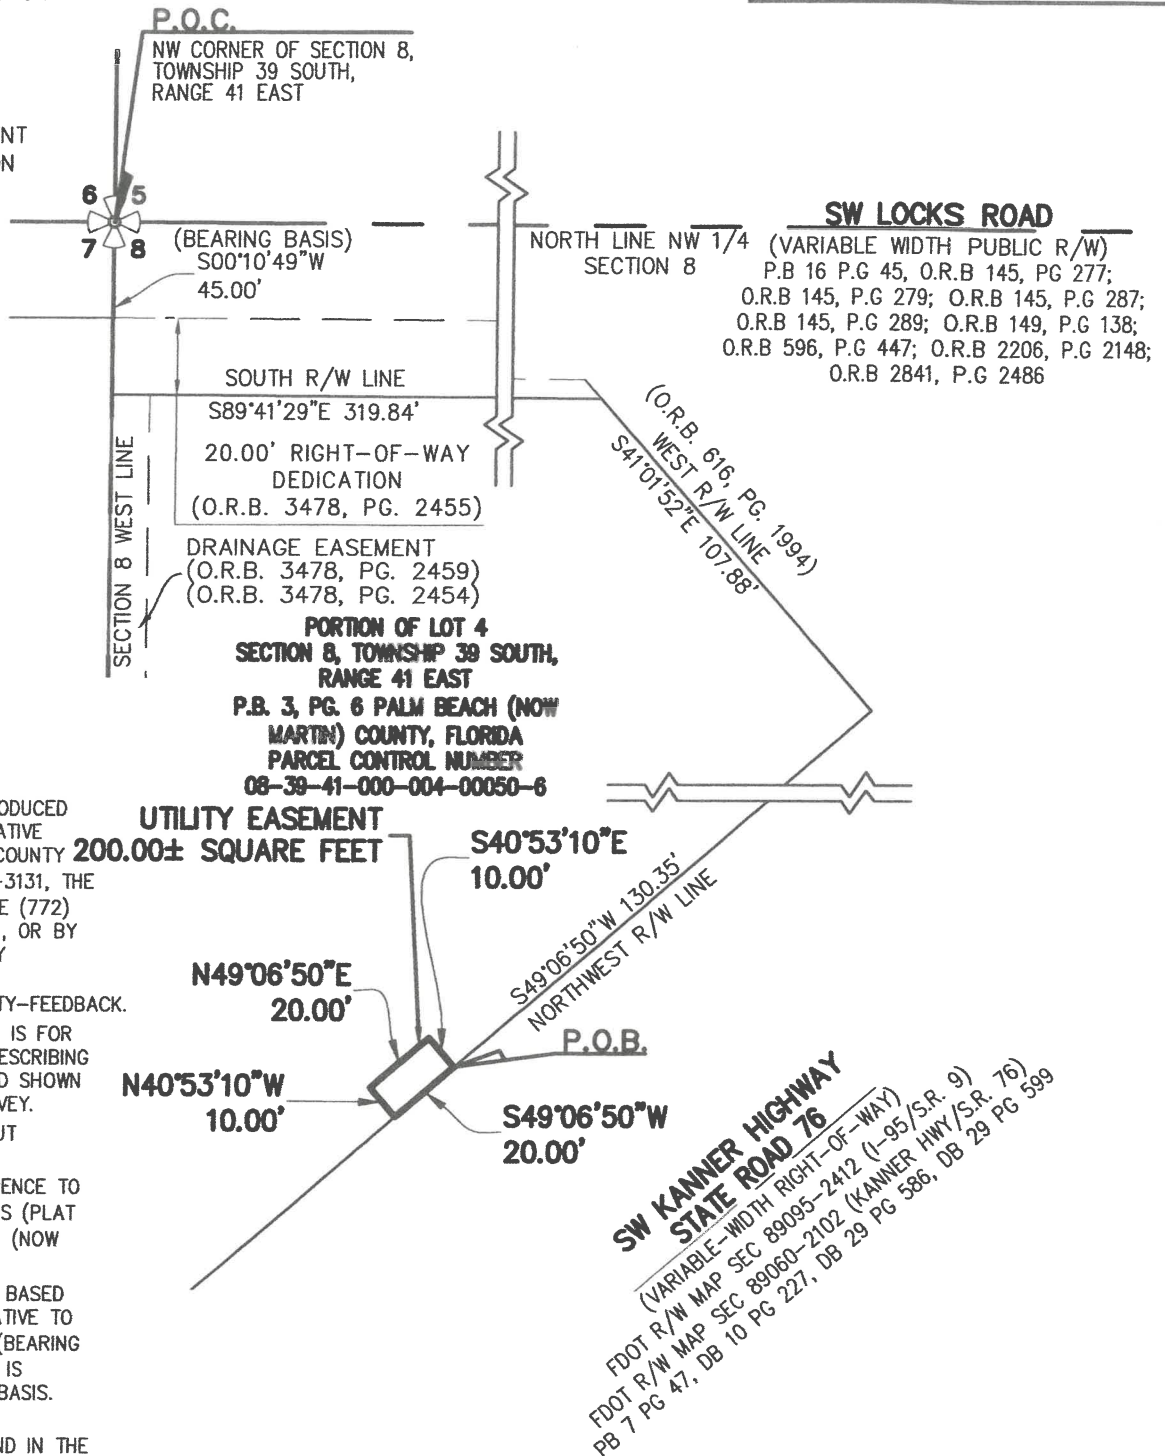 P.O.C.
NW CORNER OF SECTION 8,
TOWNSHIP 39 SOUTH,
RANGE 41 EAST
6 5
7 8
(BEARING BASIS)
S00°10'49"W
45.00'
NORTH LINE NW 1/4
SECTION 8
SW LOCKS ROAD
(VARIABLE WIDTH PUBLIC R/W)
P.B 16 P.G 45, O.R.B 145, PG 277;
O.R.B 145, P.G 279; O.R.B 145, P.G 287;
O.R.B 145, P.G 289; O.R.B 149, P.G 138;
O.R.B 596, P.G 447; O.R.B 2206, P.G 2148;
O.R.B 2841, P.G 2486
SOUTH R/W LINE
S89°41'29"E 319.84'
20.00' RIGHT-OF-WAY
DEDICATION
(O.R.B. 3478, PG. 2455)
DRAINAGE EASEMENT
(O.R.B. 3478, PG. 2459)
(O.R.B. 3478, PG. 2454)
SECTION 8 WEST LINE
(O.R.B. 616, PG. 1994)
WEST R/W LINE
S41°01'52"E 107.88'
PORTION OF LOT 4
SECTION 8, TOWNSHIP 39 SOUTH,
RANGE 41 EAST
P.B. 3, PG. 6 PALM BEACH (NOW
MARTIN) COUNTY, FLORIDA
PARCEL CONTROL NUMBER
08-39-41-000-004-00050-6
UTILITY EASEMENT
200.00± SQUARE FEET
S40°53'10"E
10.00'
S49°06'50"W 130.35'
NORTHWEST R/W LINE
N49°06'50"E
20.00'
P.O.B.
N40°53'10"W
10.00'
S49°06'50"W
20.00'
SW KANNER HIGHWAY
STATE ROAD 76
(VARIABLE-WIDTH RIGHT-OF-WAY)
FDOT R/W MAP SEC 89095-2412 (I-95/S.R. 9)
FDOT R/W MAP SEC 89060-2102 (KANNER HWY/S.R. 76)
PB 7 PG 47, DB 10 PG 227, DB 29 PG 586, DB 29 PG 599
NT
ON
ODUCED
ATIVE
COUNTY
-3131, THE
E (772)
, OR BY
Y
TY-FEEDBACK.
IS FOR
ESCRIBING
D SHOWN
VEY.
UT
ENCE TO
S (PLAT
(NOW
BASED
ATIVE TO
(BEARING
IS
BASIS.
ND IN THE